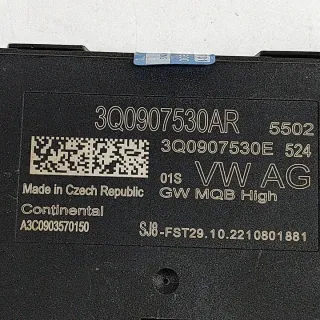 3Q0907530AR 5502
3Q0907530E 524
01S VW AG
Made in Czech Republic GW MQB High
Continental
A3C0903570150 SJ8-FST29.10.2210801881